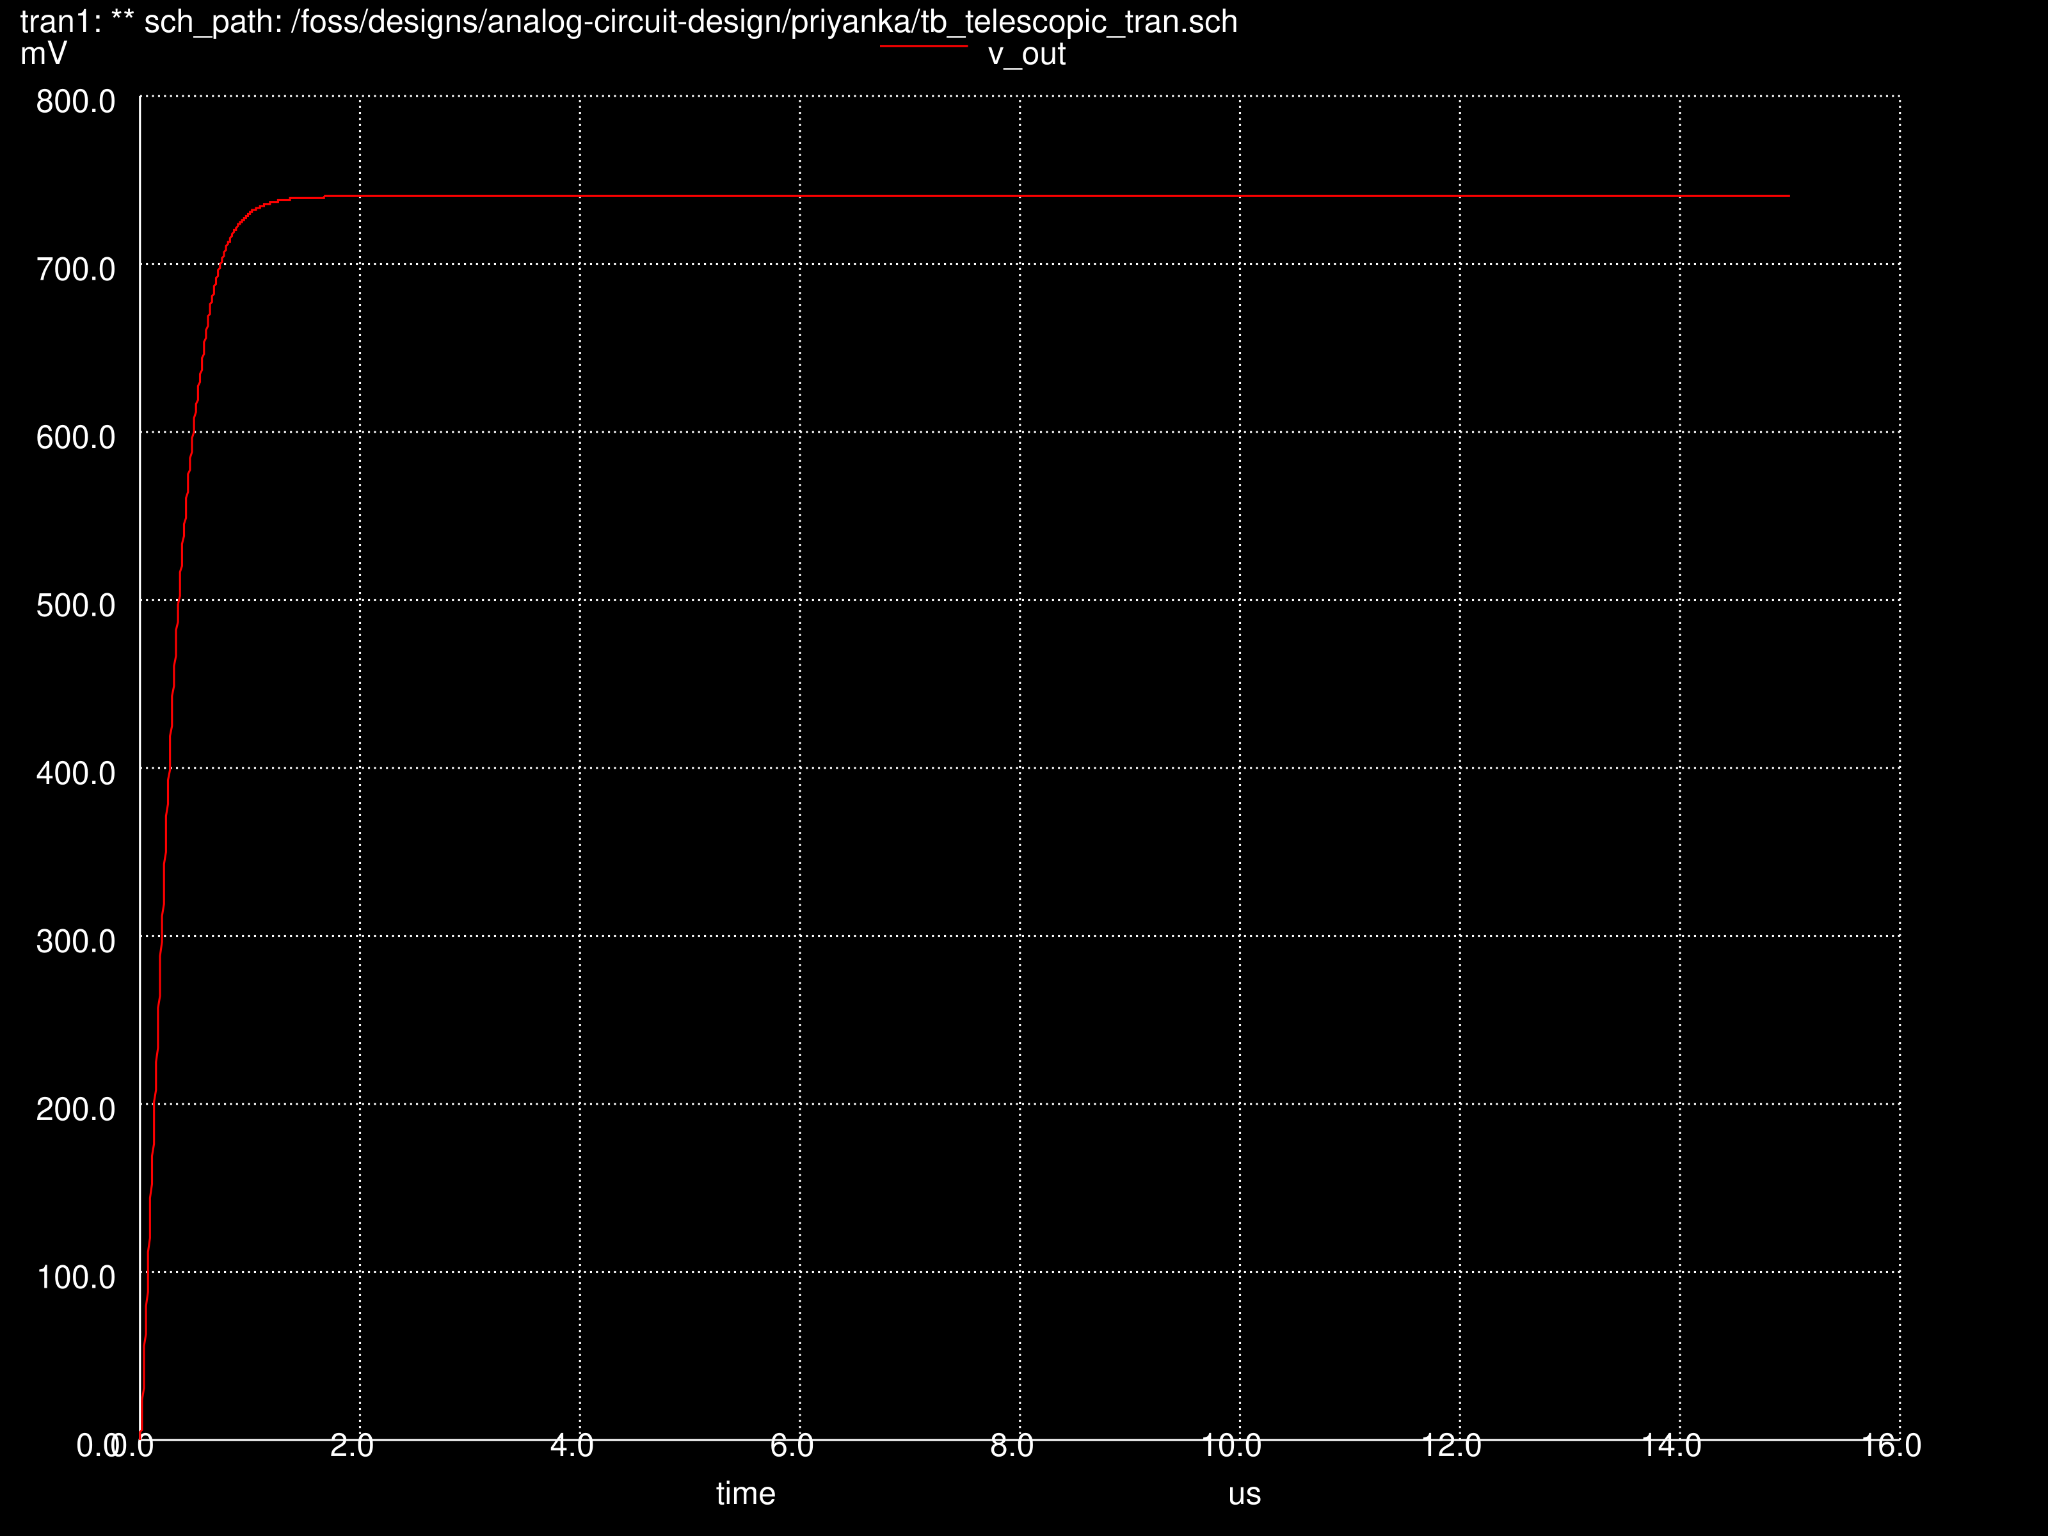 tran1: ** sch_path: /foss/designs/analog-circuit-design/priyanka/tb_telescopic_tran.sch
mV
v_out
800.0
700.0
600.0
500.0
400.0
300.0
200.0
100.0
0.0
0.0 2.0 4.0 6.0 8.0 10.0 12.0 14.0 16.0
time us